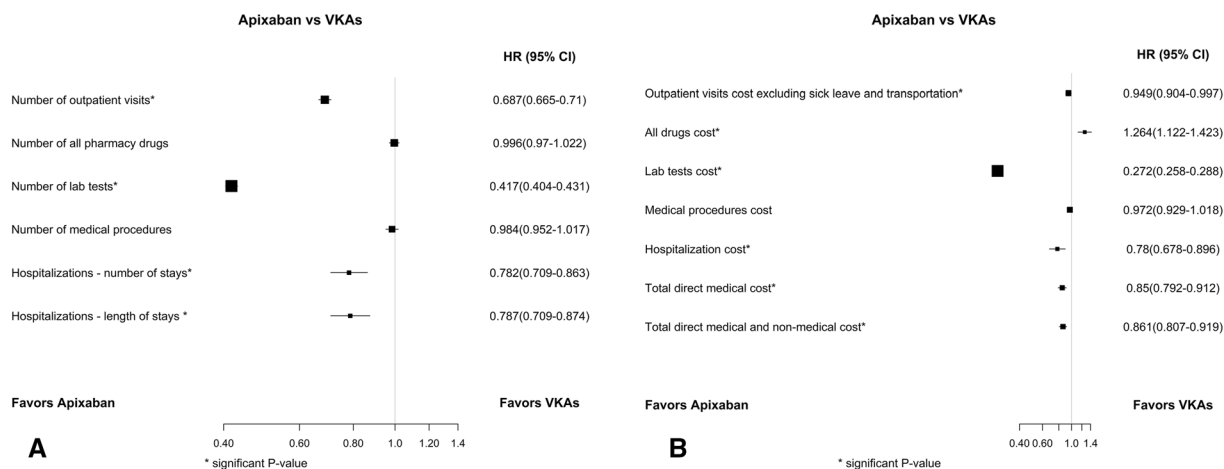 Apixaban vs VKAs
HR (95% CI)
Number of outpatient visits* 0.687(0.665-0.71)
Number of all pharmacy drugs 0.996(0.97-1.022)
Number of lab tests* 0.417(0.404-0.431)
Number of medical procedures 0.984(0.952-1.017)
Hospitalizations - number of stays* 0.782(0.709-0.863)
Hospitalizations - length of stays * 0.787(0.709-0.874)
Favors Apixaban Favors VKAs
0.40 0.60 0.80 1.0 1.20 1.4
A
* significant P-value
Apixaban vs VKAs
HR (95% CI)
Outpatient visits cost excluding sick leave and transportation* 0.949(0.904-0.997)
All drugs cost* 1.264(1.122-1.423)
Lab tests cost* 0.272(0.258-0.288)
Medical procedures cost 0.972(0.929-1.018)
Hospitalization cost* 0.78(0.678-0.896)
Total direct medical cost* 0.85(0.792-0.912)
Total direct medical and non-medical cost* 0.861(0.807-0.919)
Favors Apixaban Favors VKAs
0.40 0.60 1.0 1.4
B
* significant P-value